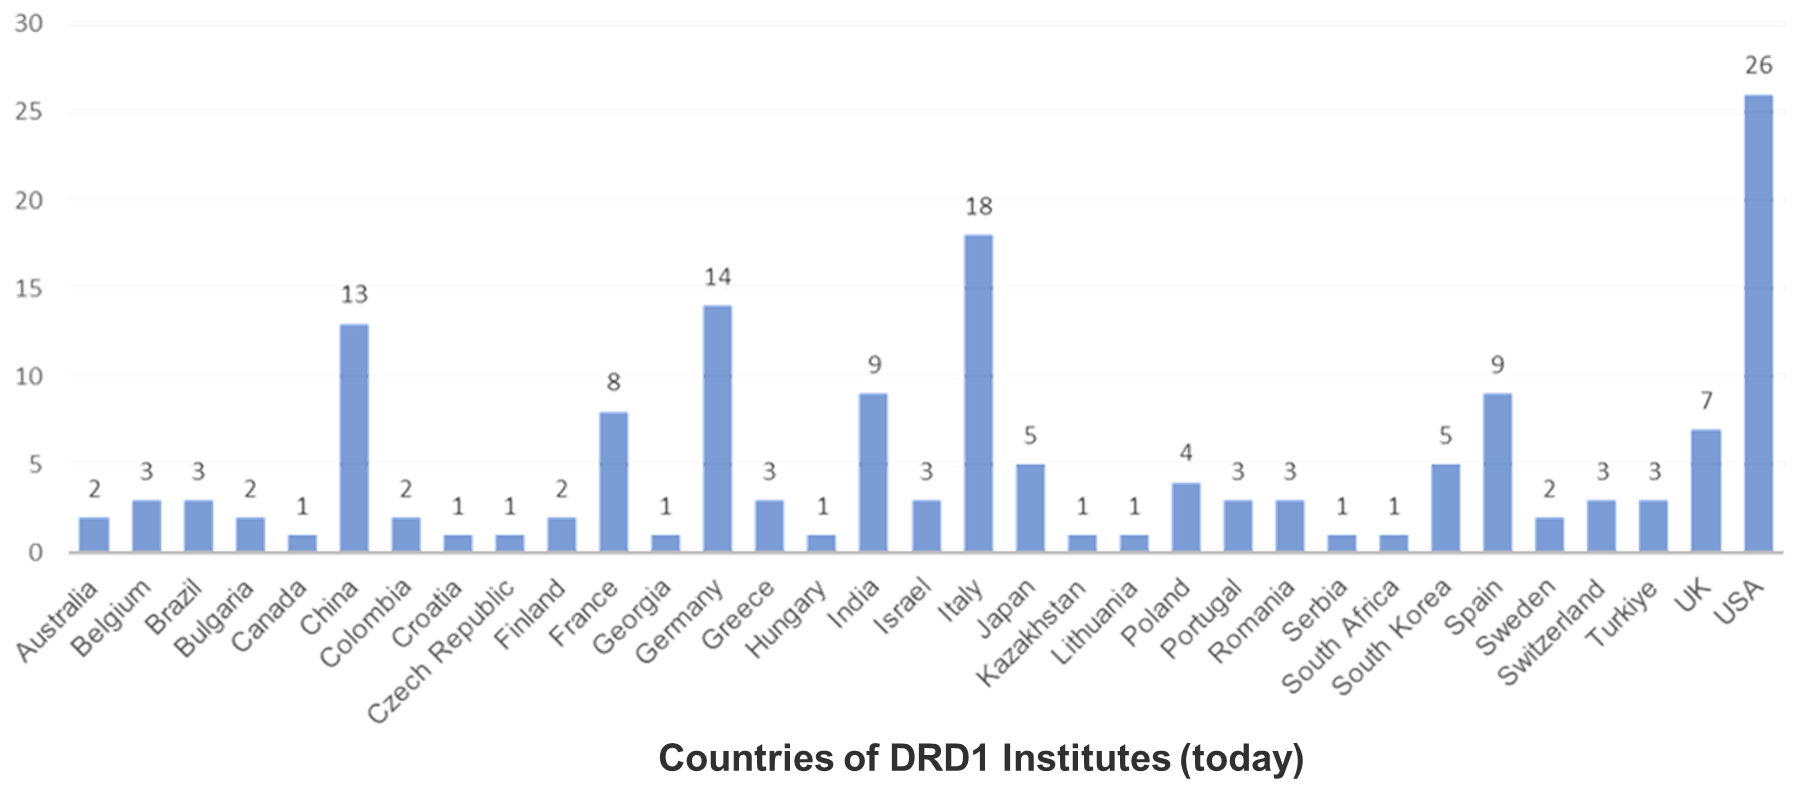 30
25
20
15
10
5
0
2
3
3
2
1
13
2
1
1
2
8
1
14
3
1
9
3
18
5
1
1
4
3
3
1
1
5
9
2
3
3
7
26
Australia
Belgium
Brazil
Bulgaria
Canada
China
Colombia
Croatia
Czech Republic
Finland
France
Georgia
Germany
Greece
Hungary
India
Israel
Italy
Japan
Kazakhstan
Lithuania
Poland
Portugal
Romania
Serbia
South Africa
South Korea
Spain
Sweden
Switzerland
Turkiye
UK
USA
Countries of DRD1 Institutes (today)